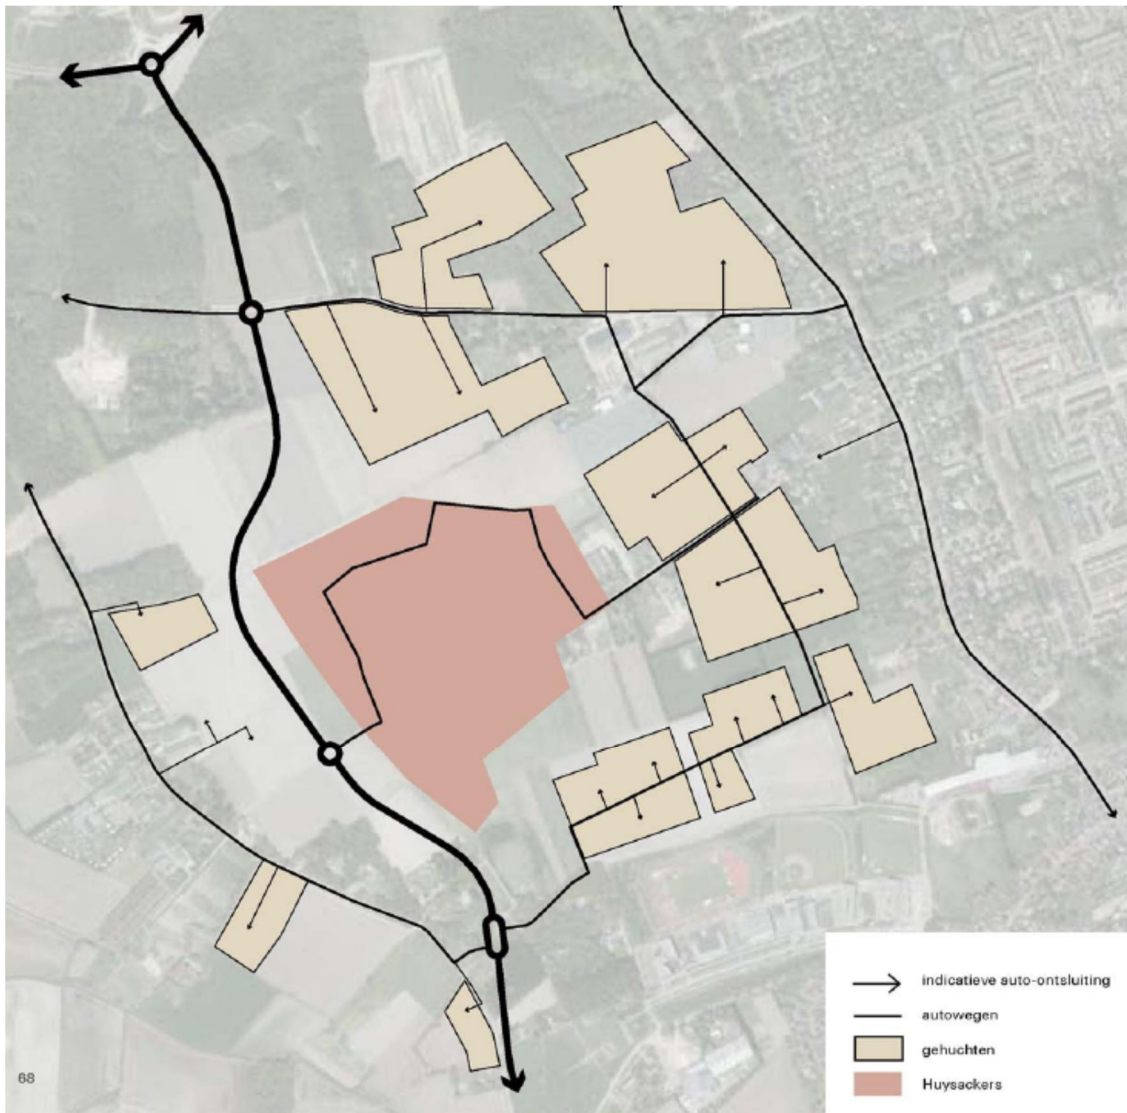 indicatieve auto-ontsluiting
autowegen
gehuchten
Huysackers
68